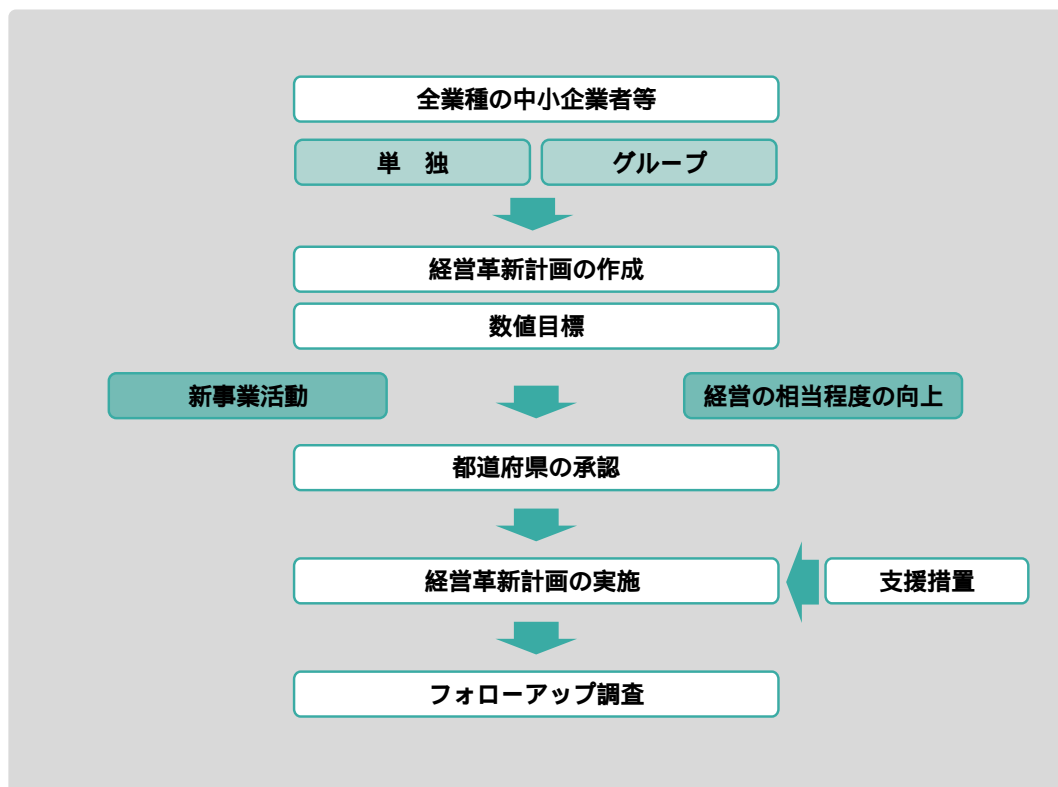 全業種の中小企業者等
単　独
グループ
経営革新計画の作成
数値目標
新事業活動
経営の相当程度の向上
都道府県の承認
経営革新計画の実施
支援措置
フォローアップ調査